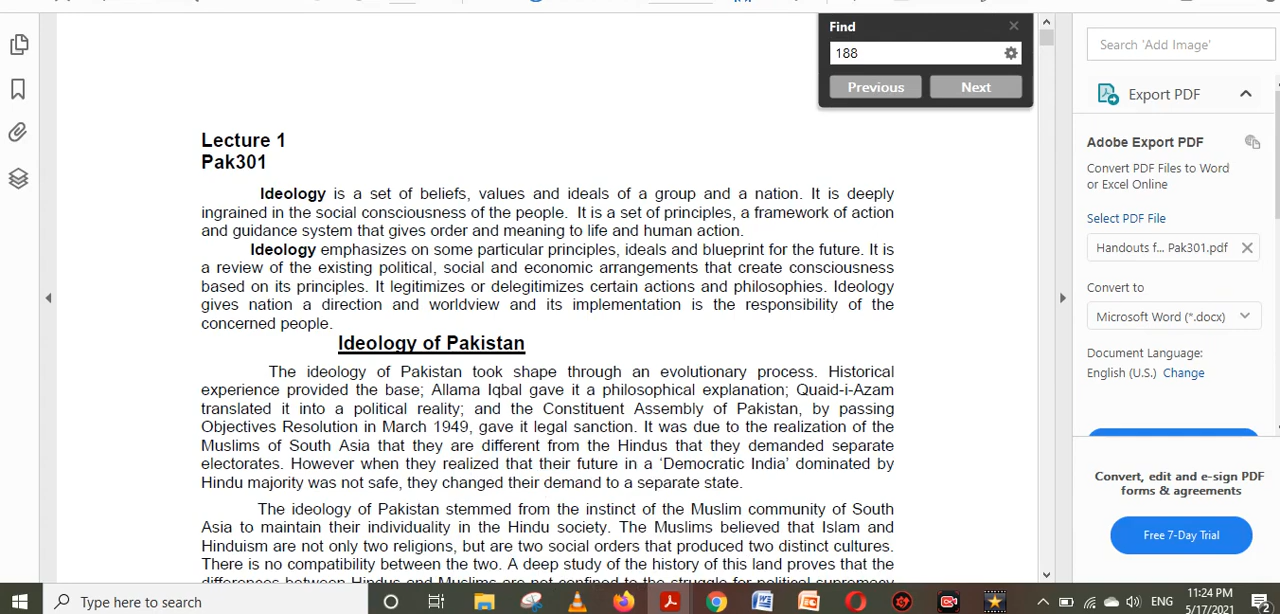 Find
188
Previous
Next
Search 'Add Image'
Export PDF
Adobe Export PDF
Convert PDF Files to Word
or Excel Online
Select PDF File
Handouts f... Pak301.pdf
Convert to
Microsoft Word (*.docx)
Document Language:
English (U.S.) Change
Convert, edit and e-sign PDF
forms & agreements
Free 7-Day Trial
Lecture 1
Pak301
Ideology is a set of beliefs, values and ideals of a group and a nation. It is deeply
ingrained in the social consciousness of the people. It is a set of principles, a framework of action
and guidance system that gives order and meaning to life and human action.
Ideology emphasizes on some particular principles, ideals and blueprint for the future. It is
a review of the existing political, social and economic arrangements that create consciousness
based on its principles. It legitimizes or delegitimizes certain actions and philosophies. Ideology
gives nation a direction and worldview and its implementation is the responsibility of the
concerned people.
Ideology of Pakistan
The ideology of Pakistan took shape through an evolutionary process. Historical
experience provided the base; Allama Iqbal gave it a philosophical explanation; Quaid-i-Azam
translated it into a political reality; and the Constituent Assembly of Pakistan, by passing
Objectives Resolution in March 1949, gave it legal sanction. It was due to the realization of the
Muslims of South Asia that they are different from the Hindus that they demanded separate
electorates. However when they realized that their future in a 'Democratic India' dominated by
Hindu majority was not safe, they changed their demand to a separate state.
The ideology of Pakistan stemmed from the instinct of the Muslim community of South
Asia to maintain their individuality in the Hindu society. The Muslims believed that Islam and
Hinduism are not only two religions, but are two social orders that produced two distinct cultures.
There is no compatibility between the two. A deep study of the history of this land proves that the
differences between Hindus and Muslims are not confined to the struggle for political supremacy
Type here to search
ENG
11:24 PM
5/17/2021